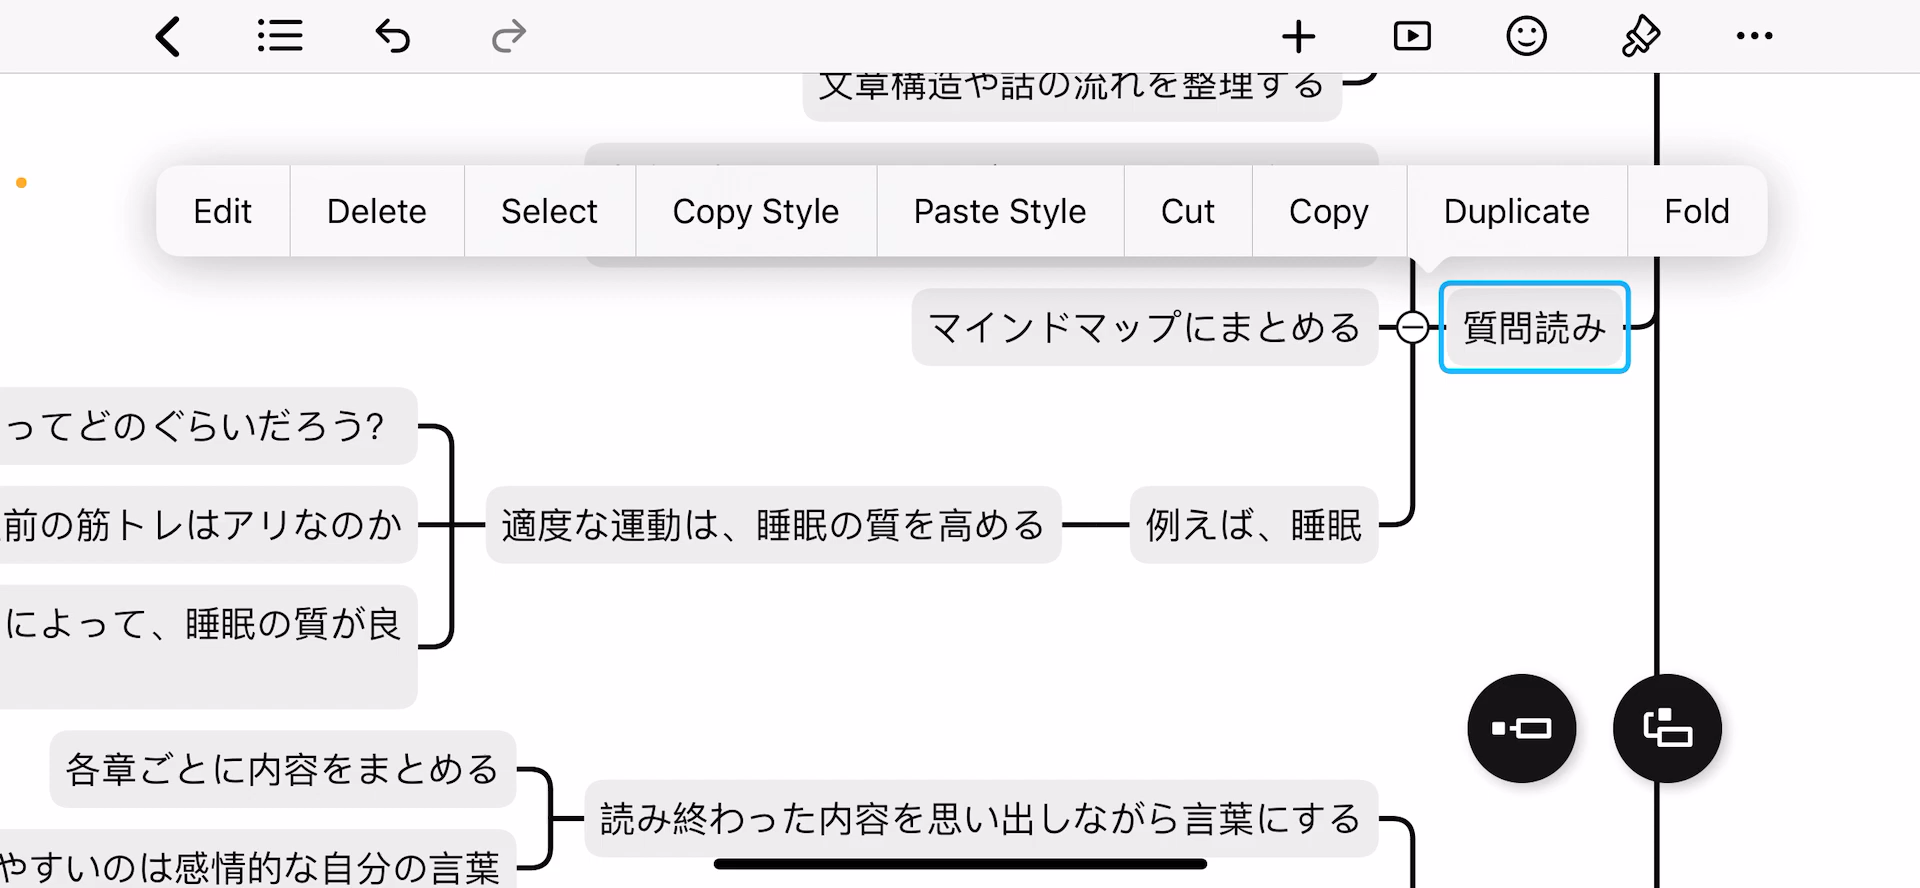 文章構造や話の流れを整理する
Edit
Delete
Select
Copy Style
Paste Style
Cut
Copy
Duplicate
Fold
マインドマップにまとめる
質問読み
ってどのぐらいだろう?
前の筋トレはアリなのか
適度な運動は、睡眠の質を高める
例えば、睡眠
によって、睡眠の質が良
各章ごとに内容をまとめる
読み終わった内容を思い出しながら言葉にする
やすいのは感情的な自分の言葉